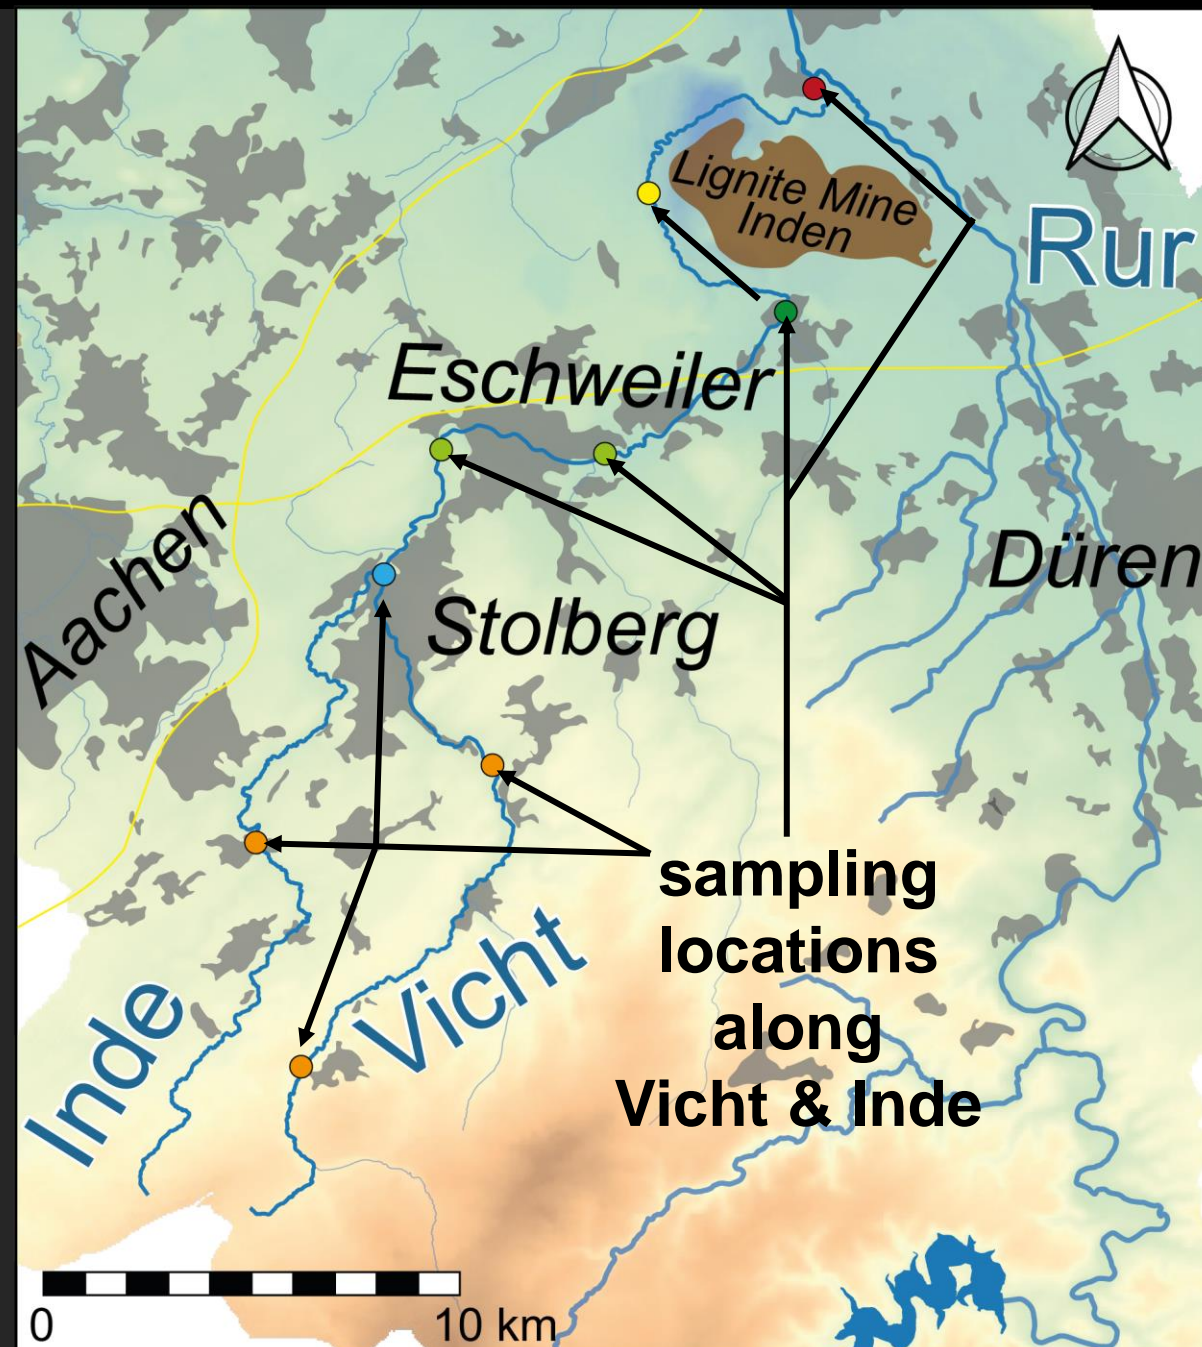 Lignite Mine
Inden
Rur
Eschweiler
Aachen
Düren
Stolberg
sampling
locations
along
Vicht & Inde
Vicht
Inde
0
10 km